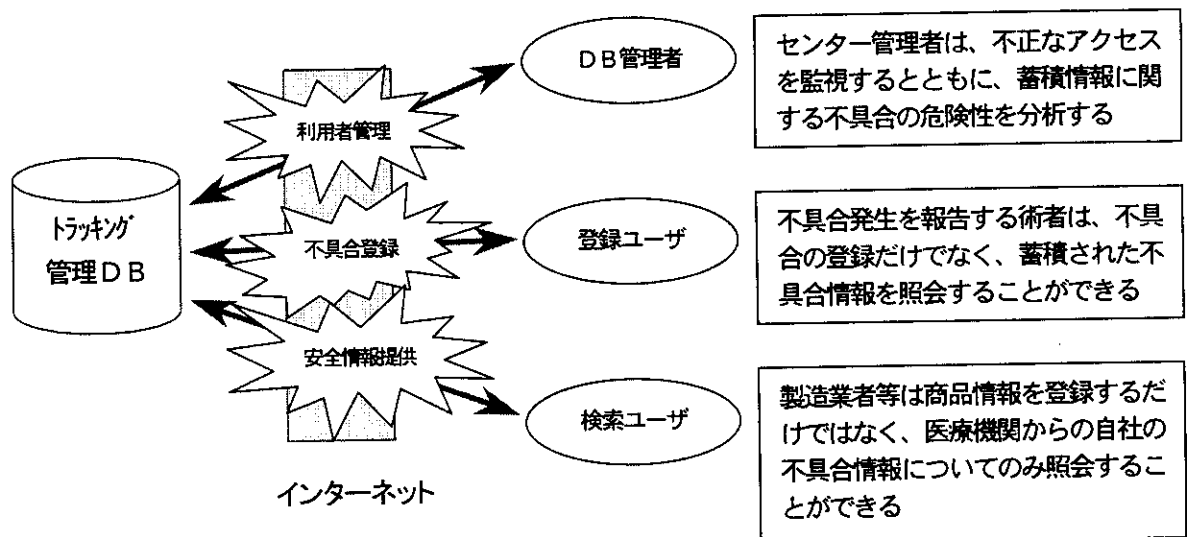 DB管理者
センター管理者は、不正なアクセス
を監視するとともに、蓄積情報に関
する不具合の危険性を分析する
利用者管理
トラッキング
管理DB
不具合登録
登録ユーザ
不具合発生を報告する術者は、不具
合の登録だけでなく、蓄積された不
具合情報を照会することができる
安全情報提供
検索ユーザ
製造業者等は商品情報を登録するだ
けではなく、医療機関からの自社の
不具合情報についてのみ照会するこ
とができる
インターネット